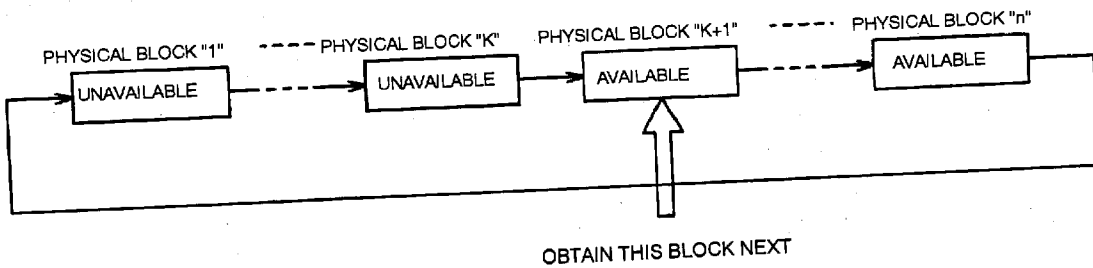 PHYSICAL BLOCK "1"
PHYSICAL BLOCK "K"
PHYSICAL BLOCK "K+1"
PHYSICAL BLOCK "n"
UNAVAILABLE
UNAVAILABLE
AVAILABLE
AVAILABLE
OBTAIN THIS BLOCK NEXT